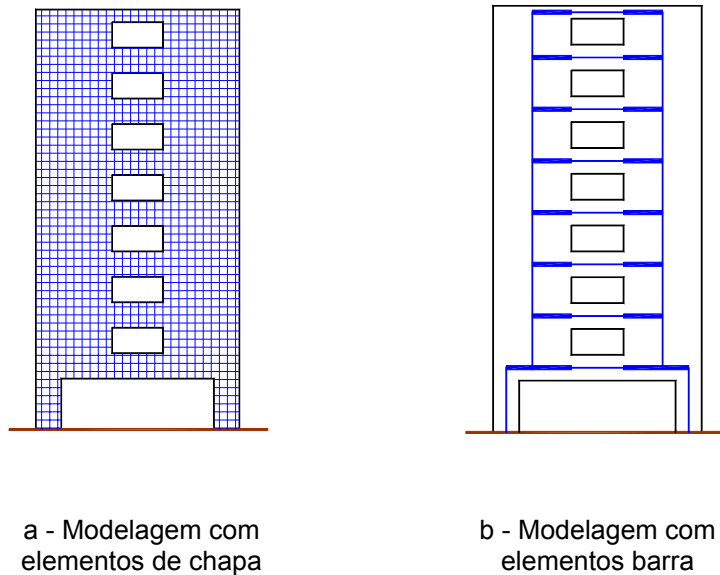 a - Modelagem com
elementos de chapa
b - Modelagem com
elementos barra